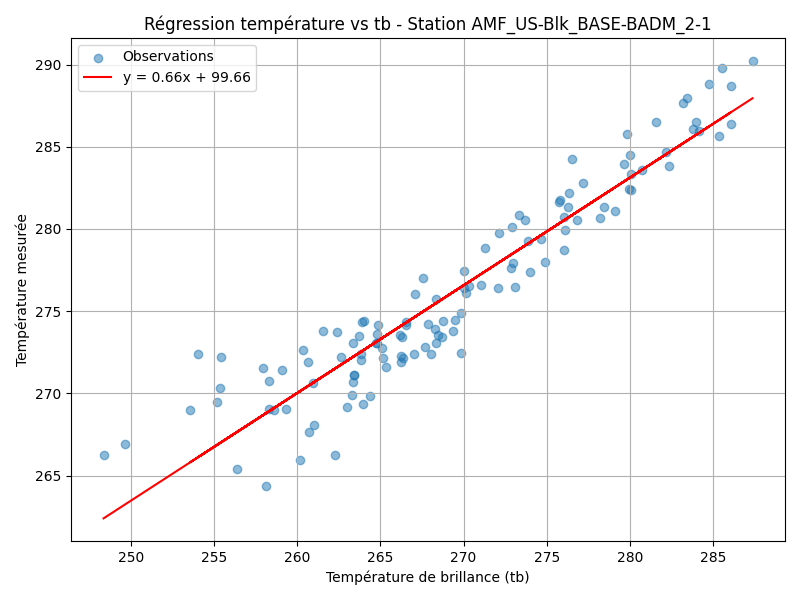 Régression température vs tb - Station AMF_US-Blk_BASE-BADM_2-1
Observations
y = 0.66x + 99.66
Température mesurée
290
285
280
275
270
265
250
255
260
265
270
275
280
285
Température de brillance (tb)